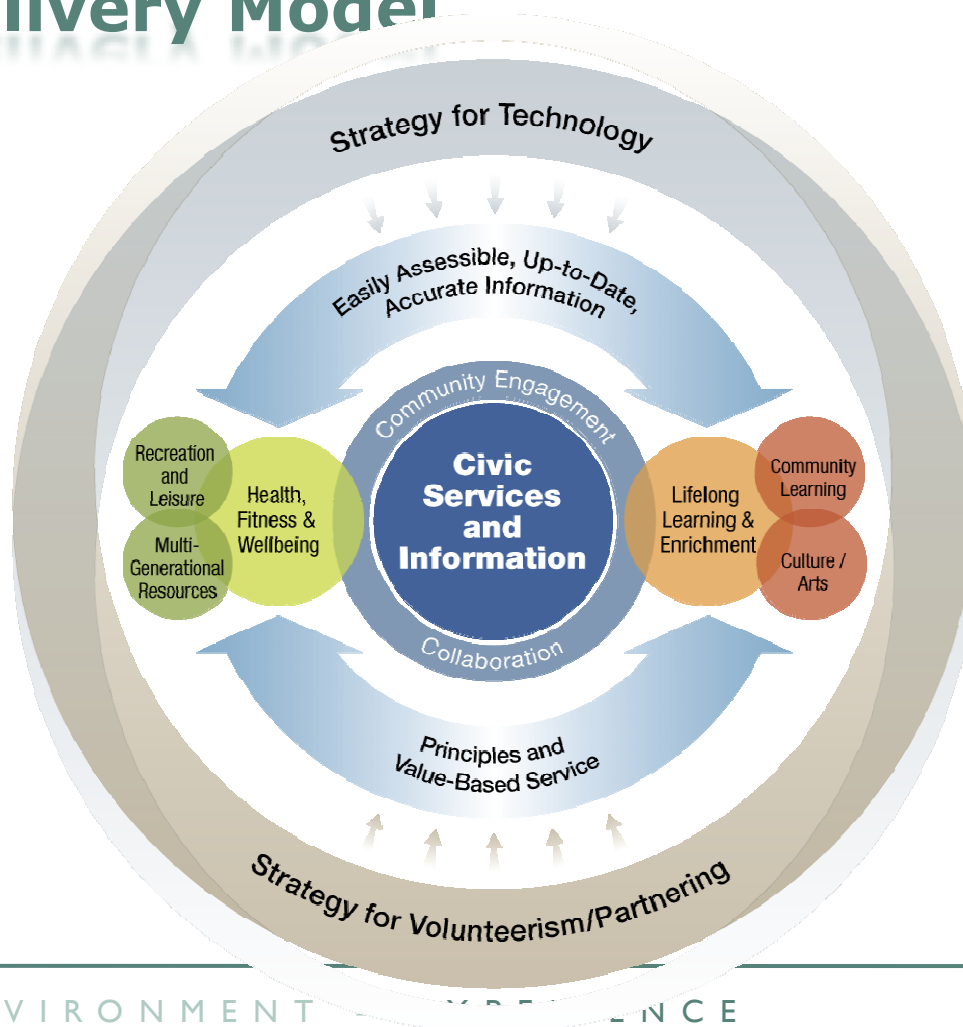 livery Model
Strategy for Technology
Easily Assessible, Up-to-Date,
Accurate Information
Community Engagement
Civic
Services
and
Information
Collaboration
Recreation
and
Leisure
Multi-
Generational
Resources
Health,
Fitness &
Wellbeing
Lifelong
Learning &
Enrichment
Community
Learning
Culture /
Arts
Principles and
Value-Based Service
Strategy for Volunteerism/Partnering
VIRONMENT